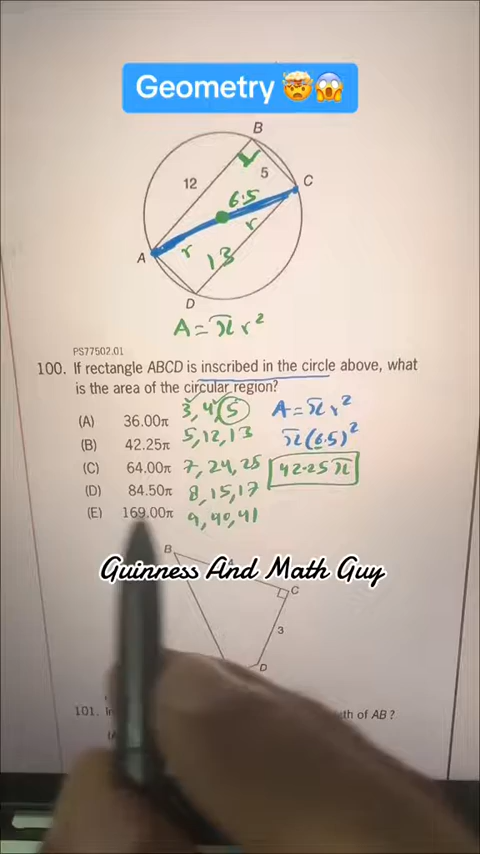 Geometry 🤯😱
B
12
5
C
6.5
r
r
13
A
D
A = πr²
PS77502.01
100. If rectangle ABCD is inscribed in the circle above, what
is the area of the circular region?
(A) 36.00π
(B) 42.25π
(C) 64.00π
(D) 84.50π
(E) 169.00π
3, 4, 5
5, 12, 13
7, 24, 25
8, 15, 17
9, 40, 41
A = πr²
π(6.5)²
42.25π
B
Guinness And Math Guy
C
3
D
101.
of AB ?